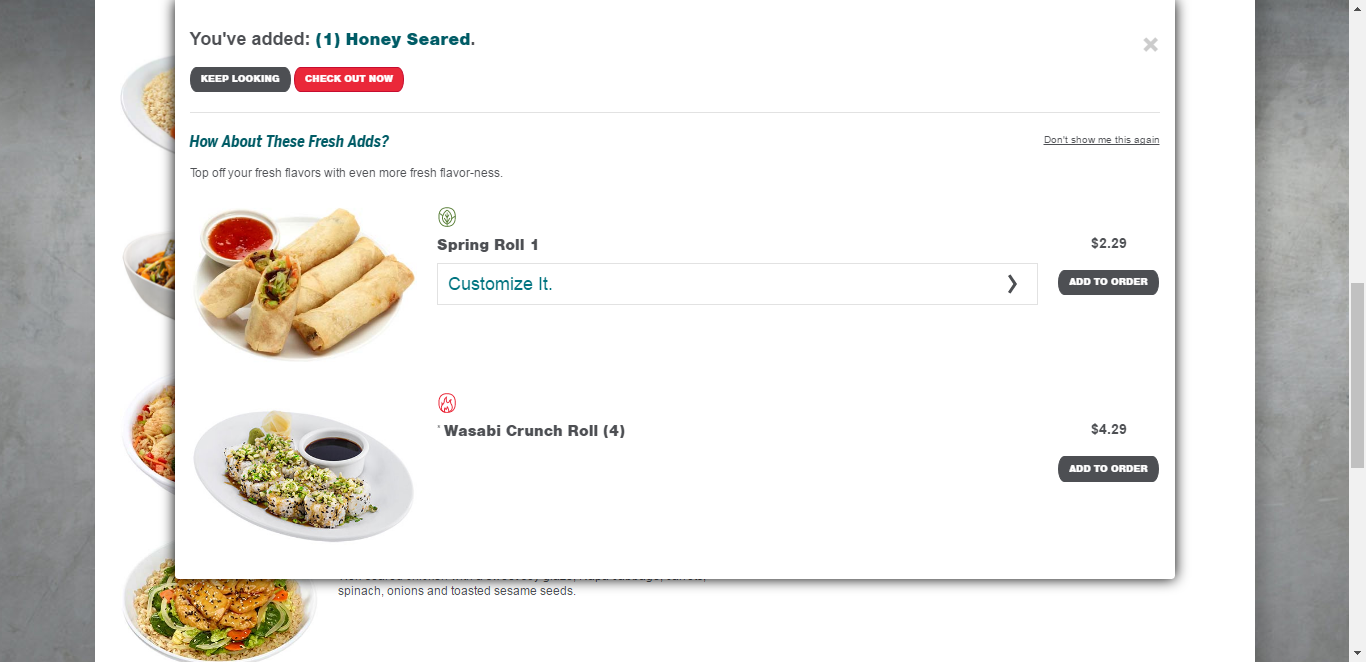 You've added: (1) Honey Seared.
KEEP LOOKING CHECK OUT NOW
How About These Fresh Adds?
Don't show me this again
Top off your fresh flavors with even more fresh flavor-ness.
Spring Roll 1
$2.29
Customize It.
ADD TO ORDER
* Wasabi Crunch Roll (4)
$4.29
ADD TO ORDER
spinach, onions and toasted sesame seeds.